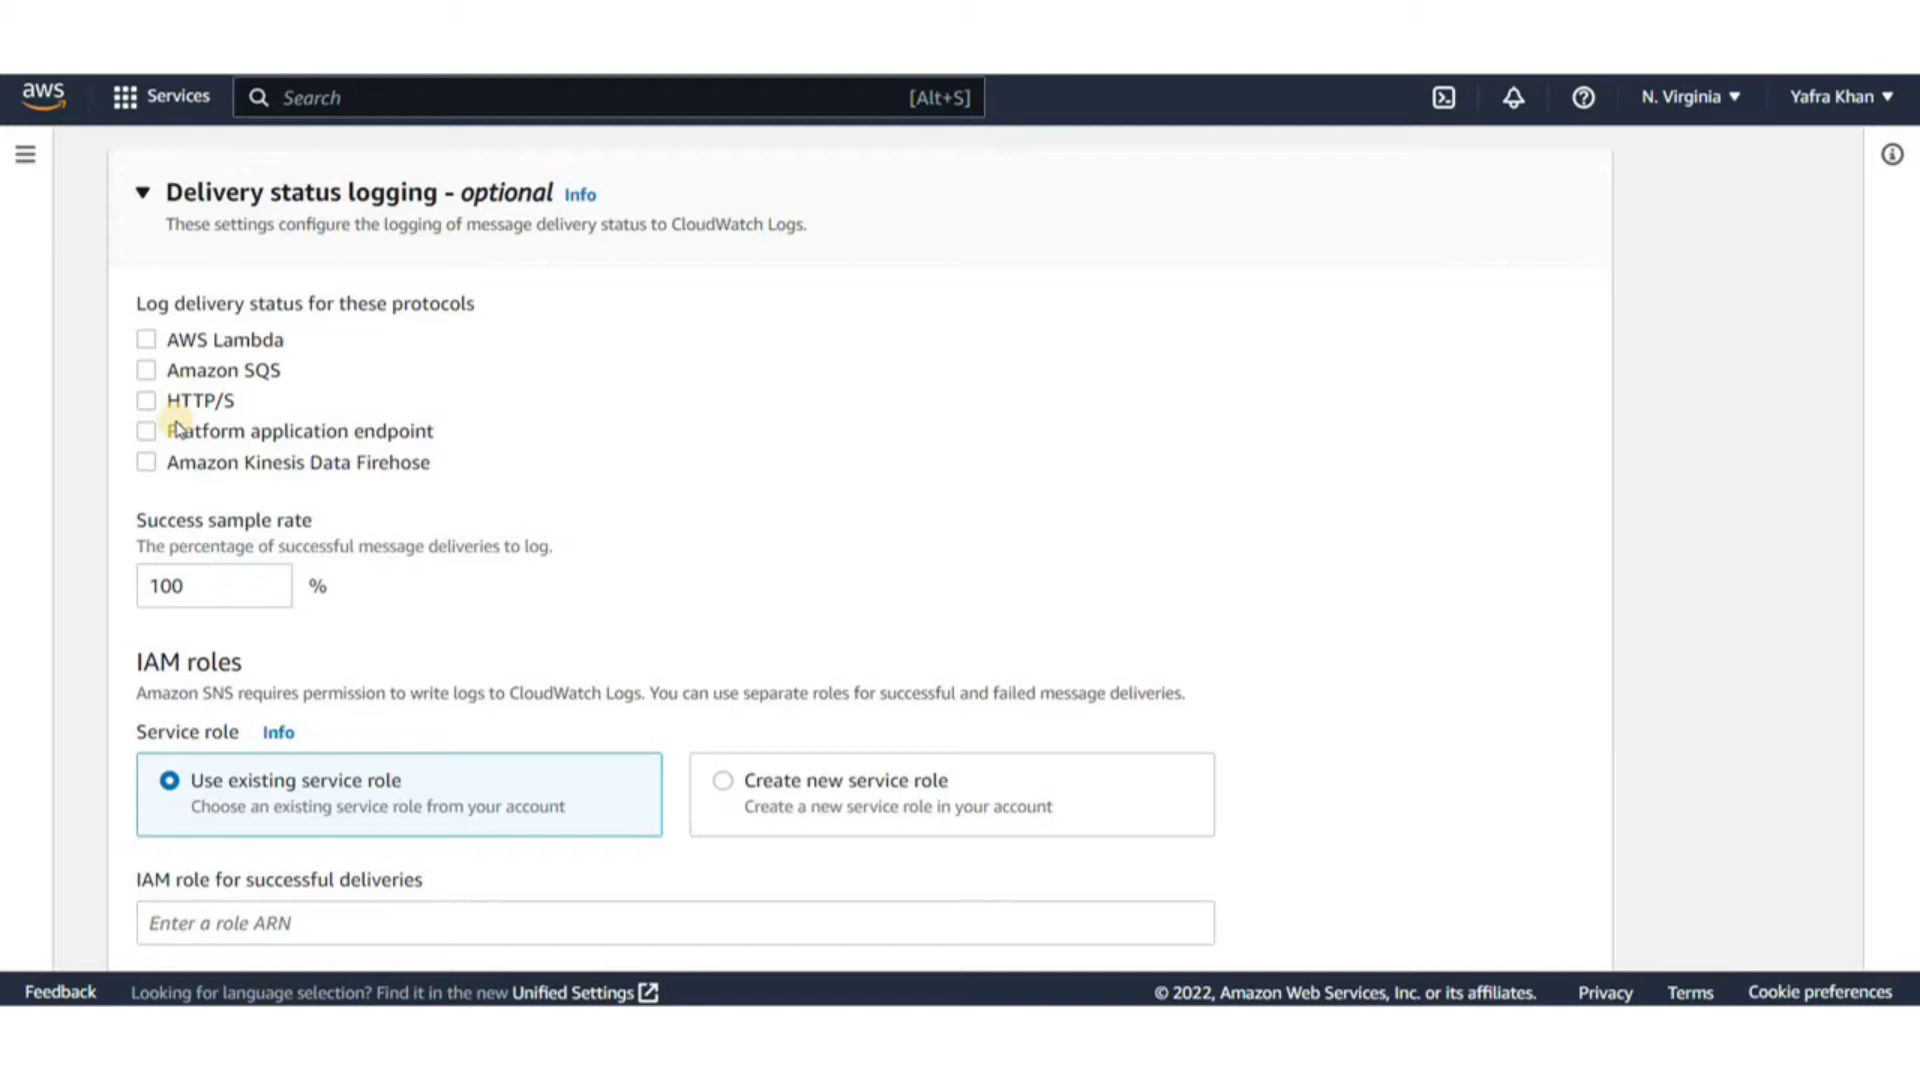 aws
Services
Search
[Alt+S]
N. Virginia
Yafra Khan
Delivery status logging - optional Info
These settings configure the logging of message delivery status to CloudWatch Logs.
Log delivery status for these protocols
AWS Lambda
Amazon SQS
HTTP/S
Platform application endpoint
Amazon Kinesis Data Firehose
Success sample rate
The percentage of successful message deliveries to log.
100 %
IAM roles
Amazon SNS requires permission to write logs to CloudWatch Logs. You can use separate roles for successful and failed message deliveries.
Service role Info
Use existing service role
Choose an existing service role from your account
Create new service role
Create a new service role in your account
IAM role for successful deliveries
Enter a role ARN
Feedback
Looking for language selection? Find it in the new Unified Settings
© 2022, Amazon Web Services, Inc. or its affiliates.
Privacy
Terms
Cookie preferences